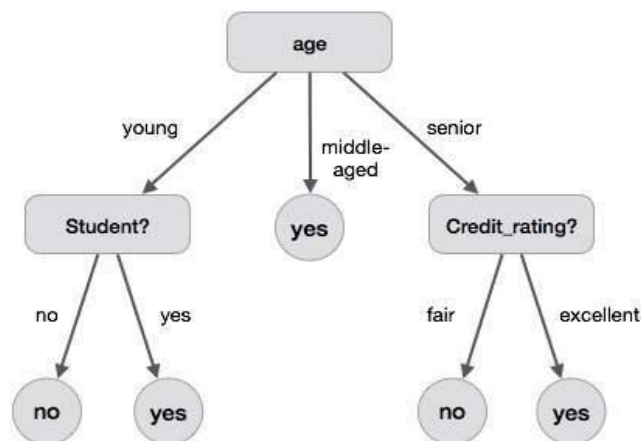 age
young
middle-
aged
senior
Student?
yes
Credit_rating?
no
yes
fair
excellent
no
yes
no
yes